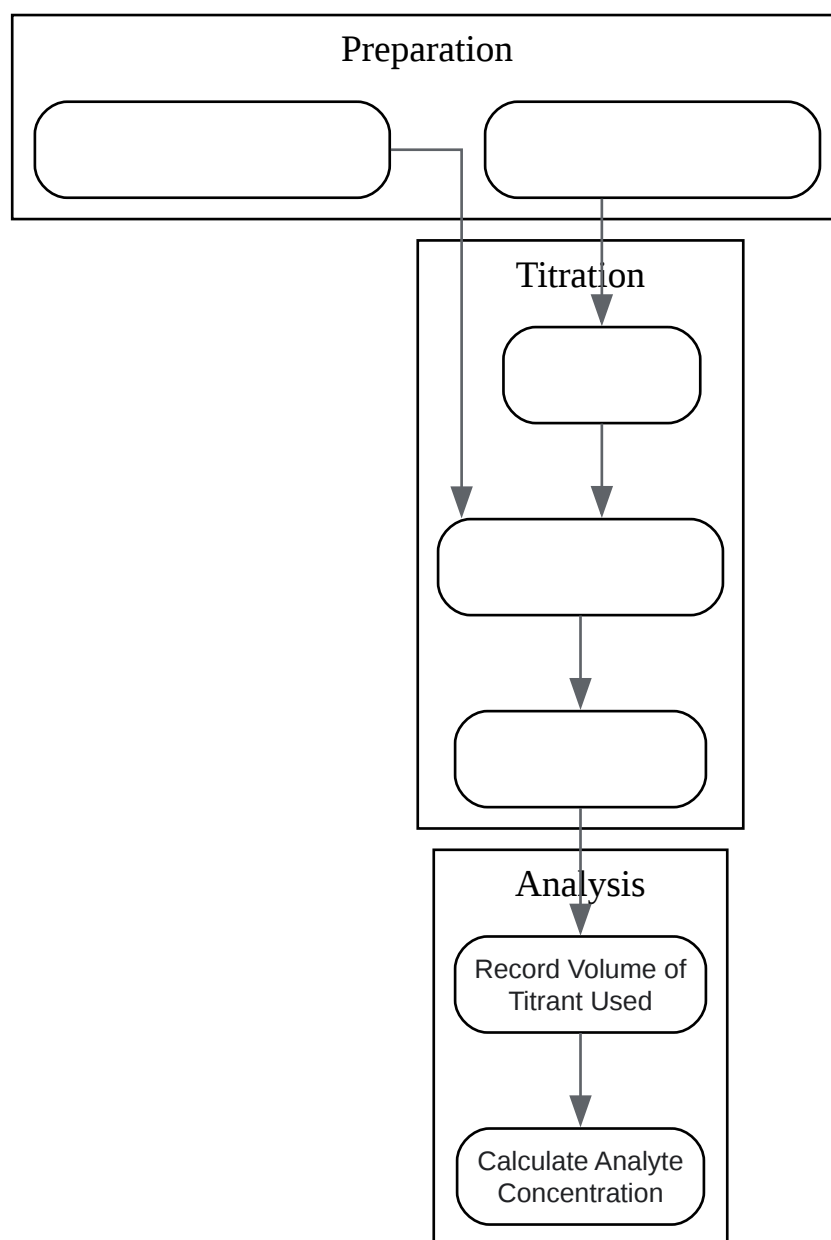 Preparation
Titration
Analysis
Record Volume of
Titrant Used
Calculate Analyte
Concentration